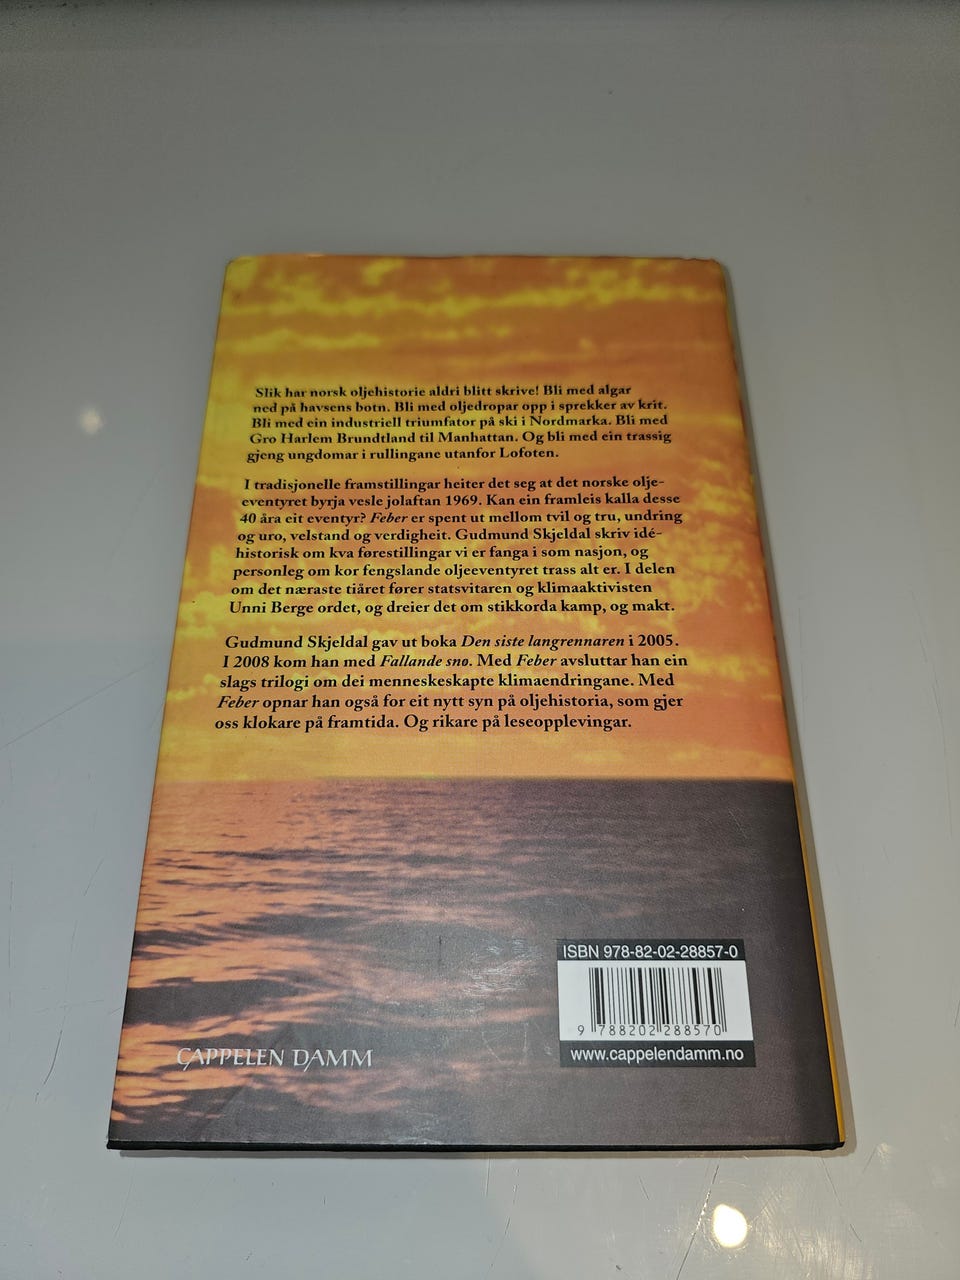 Slik har norsk oljehistorie aldri blitt skrive! Bli med algar
ned på havsens botn. Bli med oljedropar opp i sprekker av krit.
Bli med ein industriell triumfator på ski i Nordmarka. Bli med
Gro Harlem Brundtland til Manhattan. Og bli med ein trassig
gjeng ungdomar i rullingane utanfor Lofoten.
I tradisjonelle framstillingar heiter det seg at det norske olje-
eventyret byrja vesle jolaftan 1969. Kan ein framleis kalla desse
40 åra eit eventyr? Feber er spent ut mellom tvil og tru, undring
og uro, velstand og verdigheit. Gudmund Skjeldal skriv idé-
historisk om kva førestillingar vi er fanga i som nasjon, og
personleg om kor fengslande oljeeventyret trass alt er. I delen
om det næraste tiåret fører statsvitaren og klimaaktivisten
Unni Berge ordet, og dreier det om stikkorda kamp, og makt.
Gudmund Skjeldal gav ut boka Den siste langrennaren i 2005.
I 2008 kom han med Fallande snø. Med Feber avsluttar han ein
slags trilogi om dei menneskeskapte klimaendringane. Med
Feber opnar han også for eit nytt syn på oljehistoria, som gjer
oss klokare på framtida. Og rikare på leseopplevingar.
ISBN 978-82-02-28857-0
9 788202 288570
www.cappelendamm.no
CAPPELEN DAMM